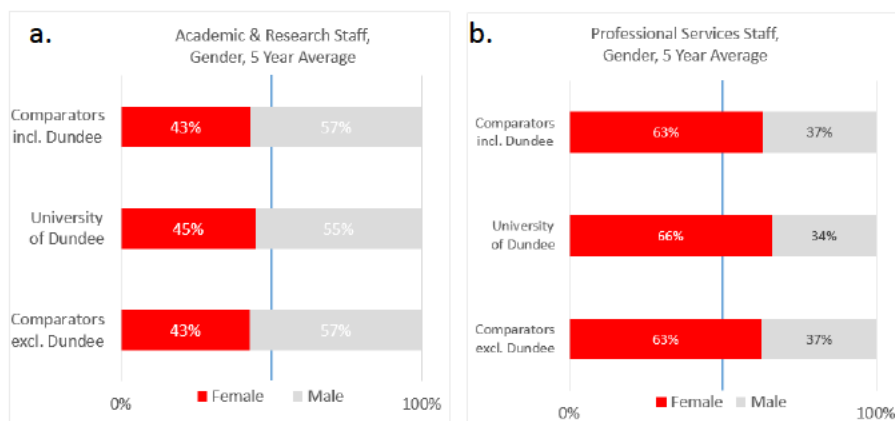 a.
Academic & Research Staff,
Gender, 5 Year Average
Comparators
incl. Dundee
43%
57%
University
of Dundee
45%
55%
Comparators
excl. Dundee
43%
57%
Female
Male
0%
100%
b.
Professional Services Staff,
Gender, 5 Year Average
Comparators
incl. Dundee
63%
37%
University
of Dundee
66%
34%
Comparators
excl. Dundee
63%
37%
Female
Male
0%
100%